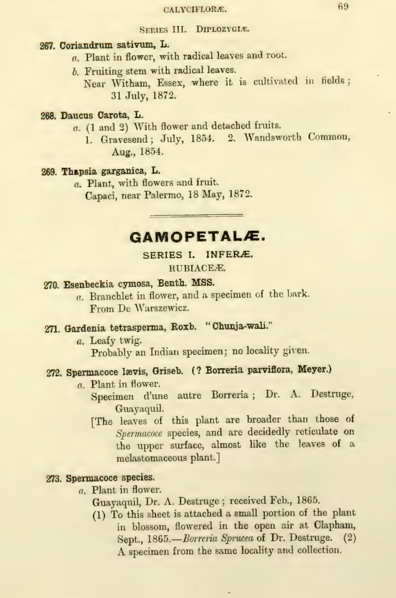 CALYCIFLORÆ. 69
SERIES III. DIPLOZYGIÆ.
267. Coriandrum sativum, L.
a. Plant in flower, with radical leaves and root.
b. Fruiting stem with radical leaves.
Near Witham, Essex, where it is cultivated in fields ;
31 July, 1872.
268. Daucus Carota, L.
a. (1 and 2) With flower and detached fruits.
1. Gravesend ; July, 1854. 2. Wandsworth Common,
Aug., 1854.
269. Thapsia garganica, L.
a. Plant, with flowers and fruit.
Capaci, near Palermo, 18 May, 1872.
GAMOPETALÆ.
SERIES I. INFERÆ.
RUBIACEÆ.
270. Esenbeckia cymosa, Benth. MSS.
a. Branchlet in flower, and a specimen of the bark.
From De Warszewicz.
271. Gardenia tetrasperma, Roxb. "Chunja-wali."
a. Leafy twig.
Probably an Indian specimen; no locality given.
272. Spermacoce lævis, Griseb. (? Borreria parviflora, Meyer.)
a. Plant in flower.
Specimen d'une autre Borreria ; Dr. A. Destruge,
Guayaquil.
[The leaves of this plant are broader than those of
Spermacoce species, and are decidedly reticulate on
the upper surface, almost like the leaves of a
melastomaceous plant.]
273. Spermacoce species.
a. Plant in flower.
Guayaquil, Dr. A. Destruge ; received Feb., 1865.
(1) To this sheet is attached a small portion of the plant
in blossom, flowered in the open air at Clapham,
Sept., 1865.—Borreria Sprucea of Dr. Destruge. (2)
A specimen from the same locality and collection.